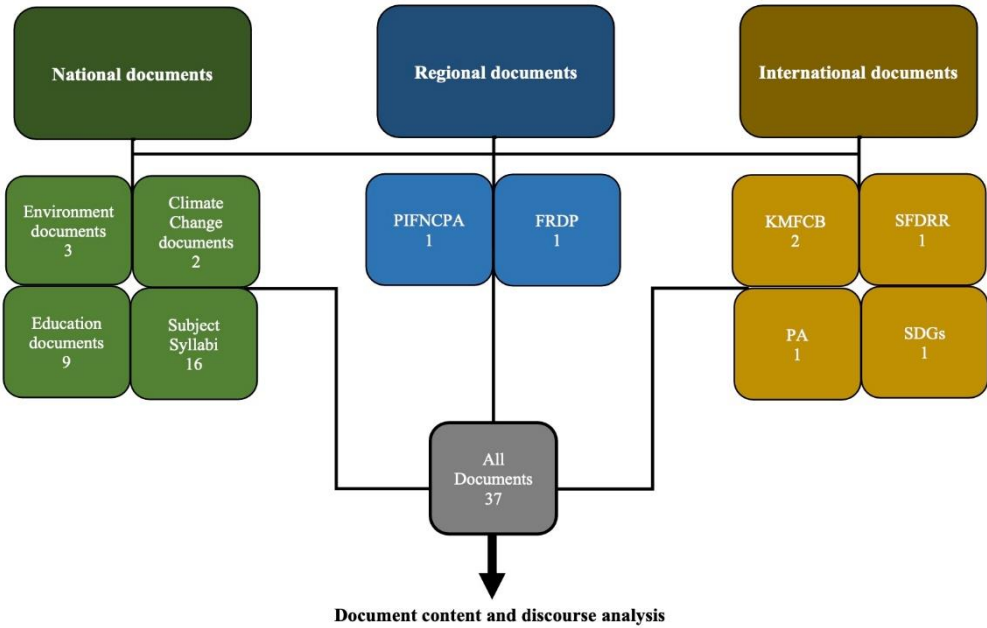 National documents
Regional documents
International documents
Environment
documents
3
Climate
Change
documents
2
PIFNCPA
1
FRDP
1
KMFCB
2
SFDRR
1
Education
documents
9
Subject
Syllabi
16
PA
1
SDGs
1
All
Documents
37
Document content and discourse analysis